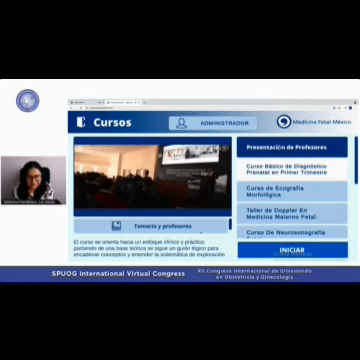 Cursos
ADMINISTRADOR
Medicina Fetal México
Presentación de Profesores
Curso Básico de Diagnóstico
Prenatal en Primer Trimestre
Curso de Ecografía
Morfológica
Taller de Doppler En
Medicina Materno Fetal.
Curso De Neurosonografía
INICIAR
Temario y profesores
El curso se orienta hacia un enfoque clínico y práctico;
partiendo de una base teórica se sigue un guión lógico para
encadenar conceptos y entender la sistemática de exploración
SPUOG International Virtual Congress
XII Congreso Internacional de Ultrasonido
en Obstetricia y Ginecología